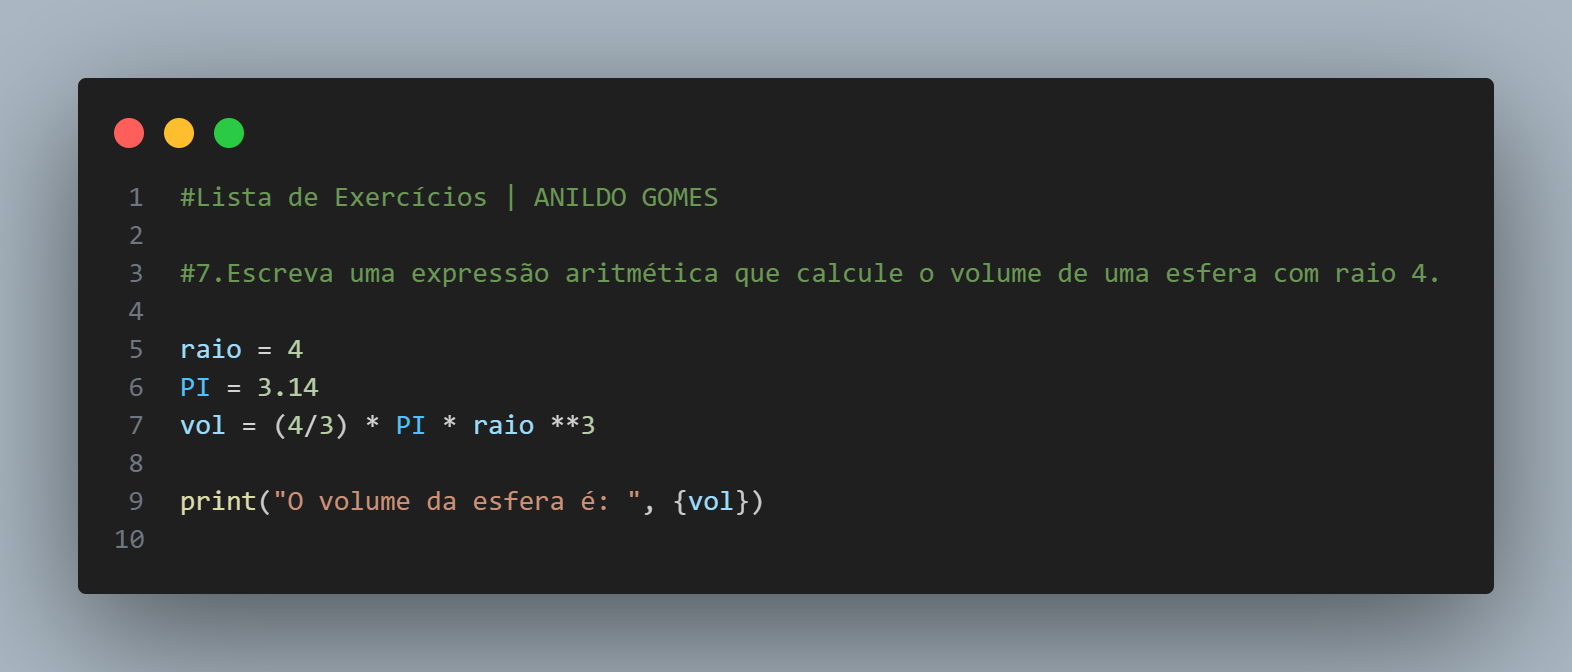 1 #Lista de Exercícios | ANILDO GOMES
2
3 #7.Escreva uma expressão aritmética que calcule o volume de uma esfera com raio 4.
4
5 raio = 4
6 PI = 3.14
7 vol = (4/3) * PI * raio **3
8
9 print("O volume da esfera é: ", {vol})
10